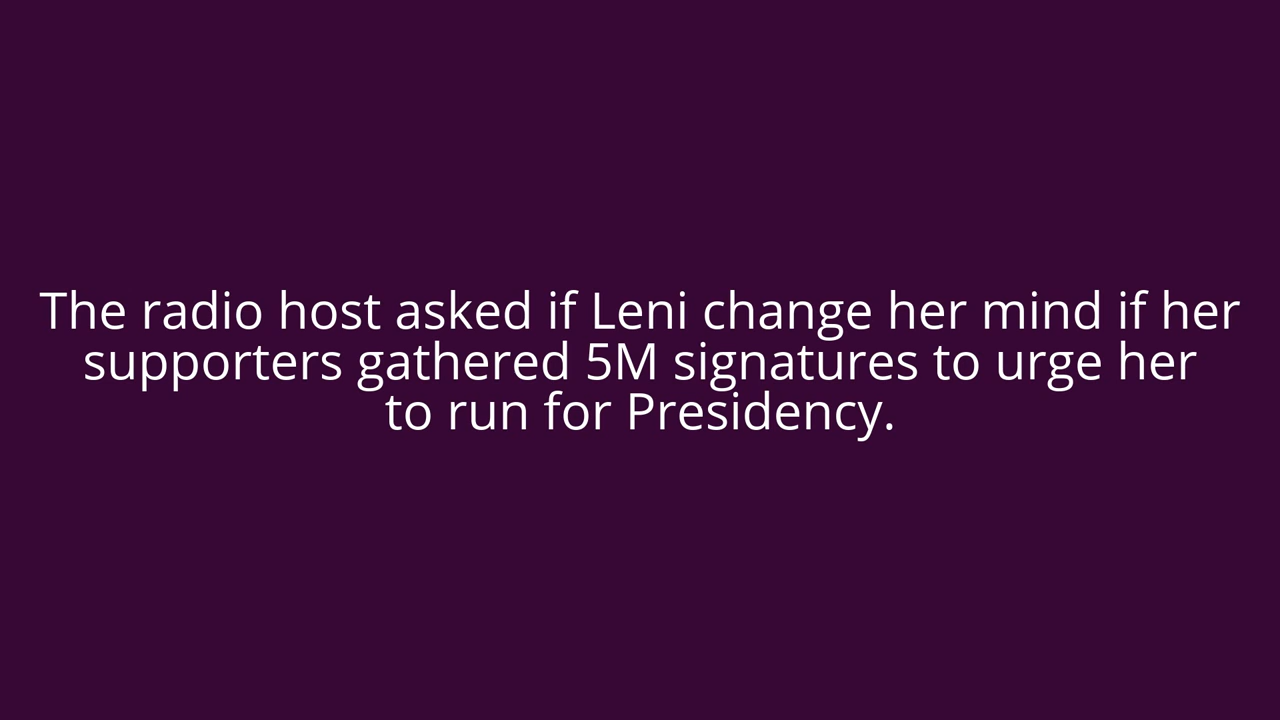 The radio host asked if Leni change her mind if her
supporters gathered 5M signatures to urge her
to run for Presidency.